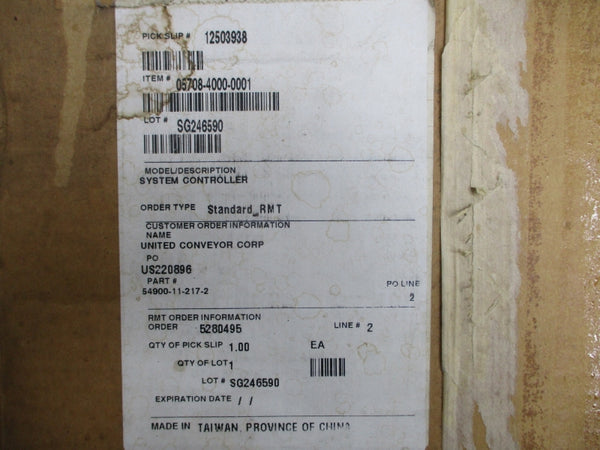 PICK SLIP # 12503938
ITEM # 05708-4000-0001
LOT # SG246590
MODEL/DESCRIPTION
SYSTEM CONTROLLER
ORDER TYPE Standard_RMT
CUSTOMER ORDER INFORMATION
NAME
UNITED CONVEYOR CORP
PO
US220896
PART # PO LINE
54900-11-217-2 2
RMT ORDER INFORMATION
ORDER 5280495 LINE # 2
QTY OF PICK SLIP 1.00 EA
QTY OF LOT 1
LOT # SG246590
EXPIRATION DATE / /
MADE IN TAIWAN, PROVINCE OF CHINA